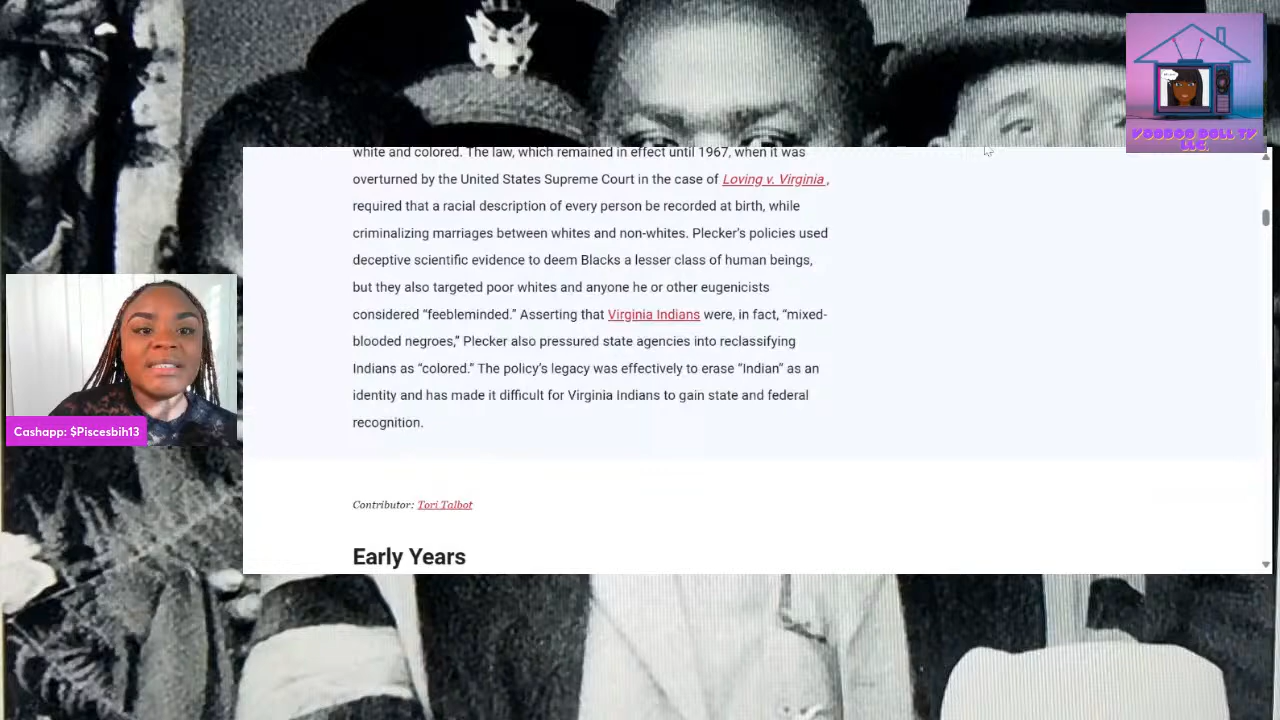 VOODOO DOLL TV
LLC.
white and colored. The law, which remained in effect until 1967, when it was
overturned by the United States Supreme Court in the case of Loving v. Virginia ,
required that a racial description of every person be recorded at birth, while
criminalizing marriages between whites and non-whites. Plecker’s policies used
deceptive scientific evidence to deem Blacks a lesser class of human beings,
but they also targeted poor whites and anyone he or other eugenicists
considered “feebleminded.” Asserting that Virginia Indians were, in fact, “mixed-
blooded negroes,” Plecker also pressured state agencies into reclassifying
Indians as “colored.” The policy’s legacy was effectively to erase “Indian” as an
identity and has made it difficult for Virginia Indians to gain state and federal
recognition.
Cashapp: $Piscesbih13
Contributor: Tori Talbot
Early Years